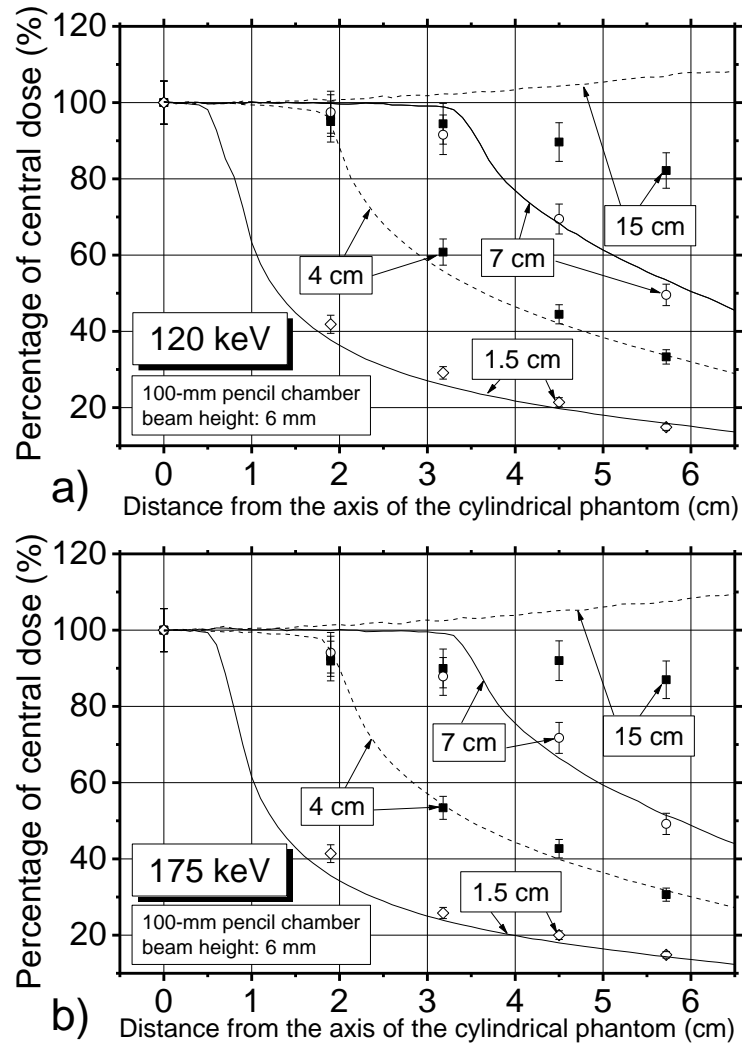 120
100
80
60
40
20
Percentage of central dose (%)
15 cm
4 cm
7 cm
120 keV
1.5 cm
100-mm pencil chamber
beam height: 6 mm
0 1 2 3 4 5 6
a)
Distance from the axis of the cylindrical phantom (cm)
120
100
80
60
40
20
Percentage of central dose (%)
7 cm
15 cm
4 cm
175 keV
1.5 cm
100-mm pencil chamber
beam height: 6 mm
0 1 2 3 4 5 6
b)
Distance from the axis of the cylindrical phantom (cm)